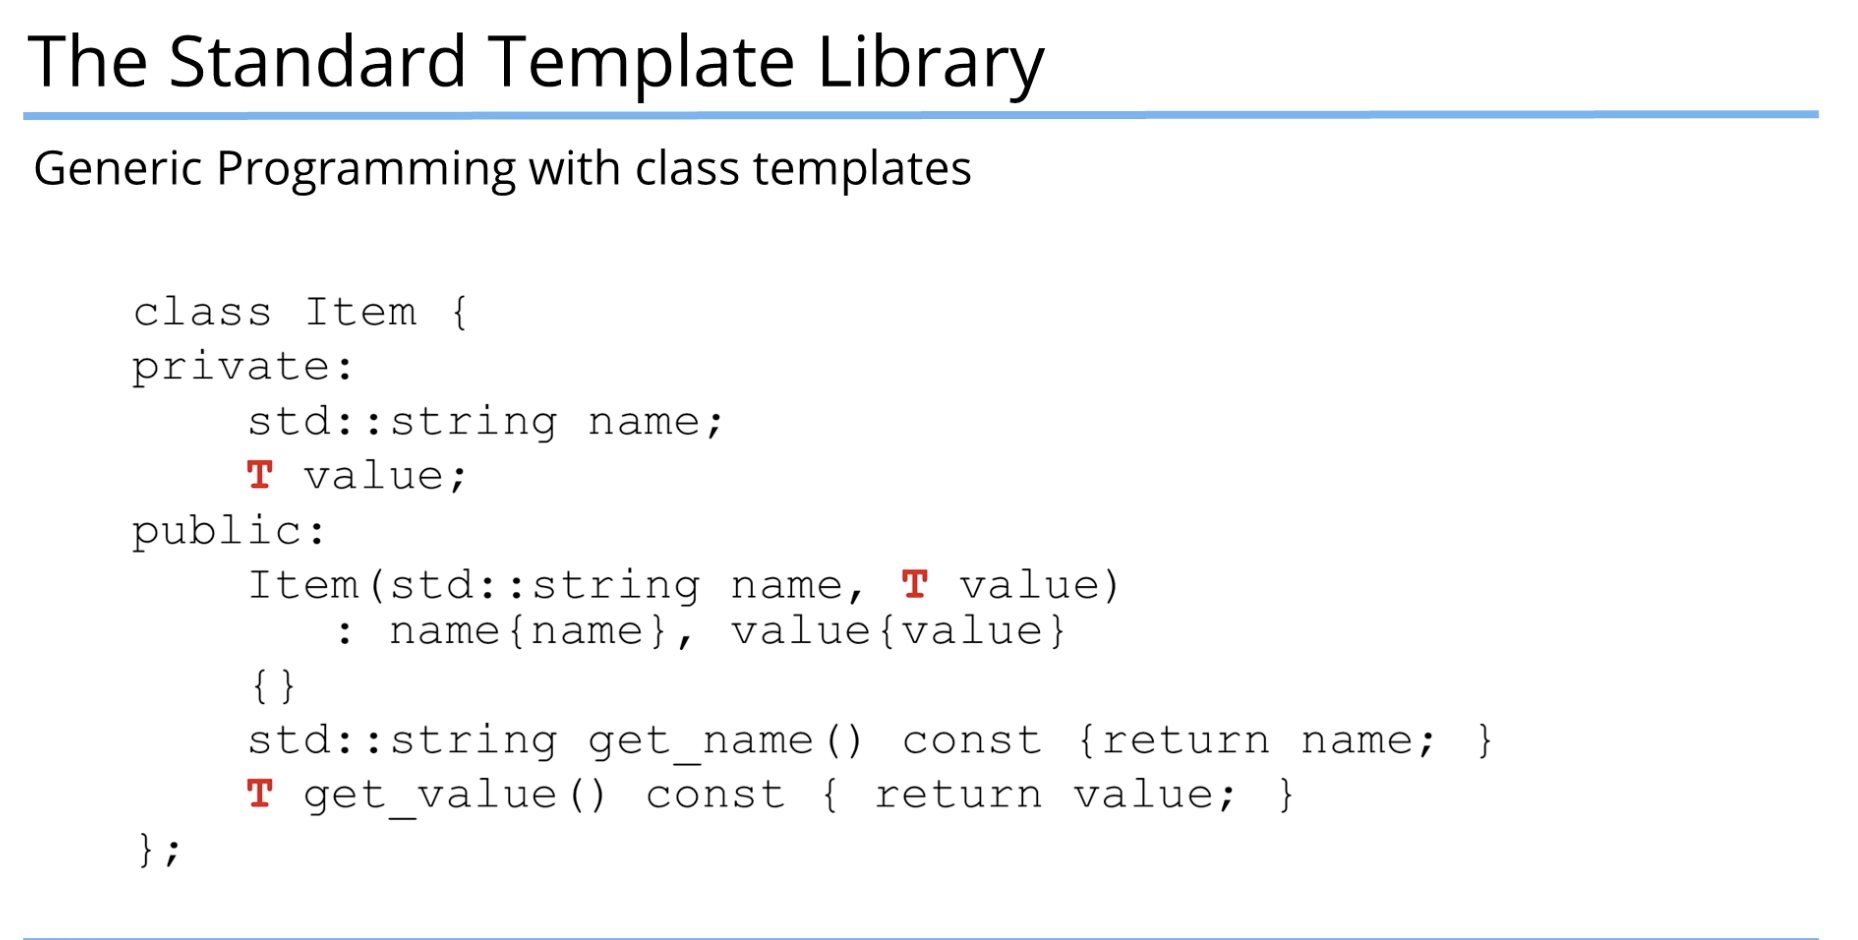 The Standard Template Library
Generic Programming with class templates
class Item {
private:
    std::string name;
    T value;
public:
    Item(std::string name, T value)
       : name{name}, value{value}
    {}
    std::string get_name() const {return name; }
    T get_value() const { return value; }
};